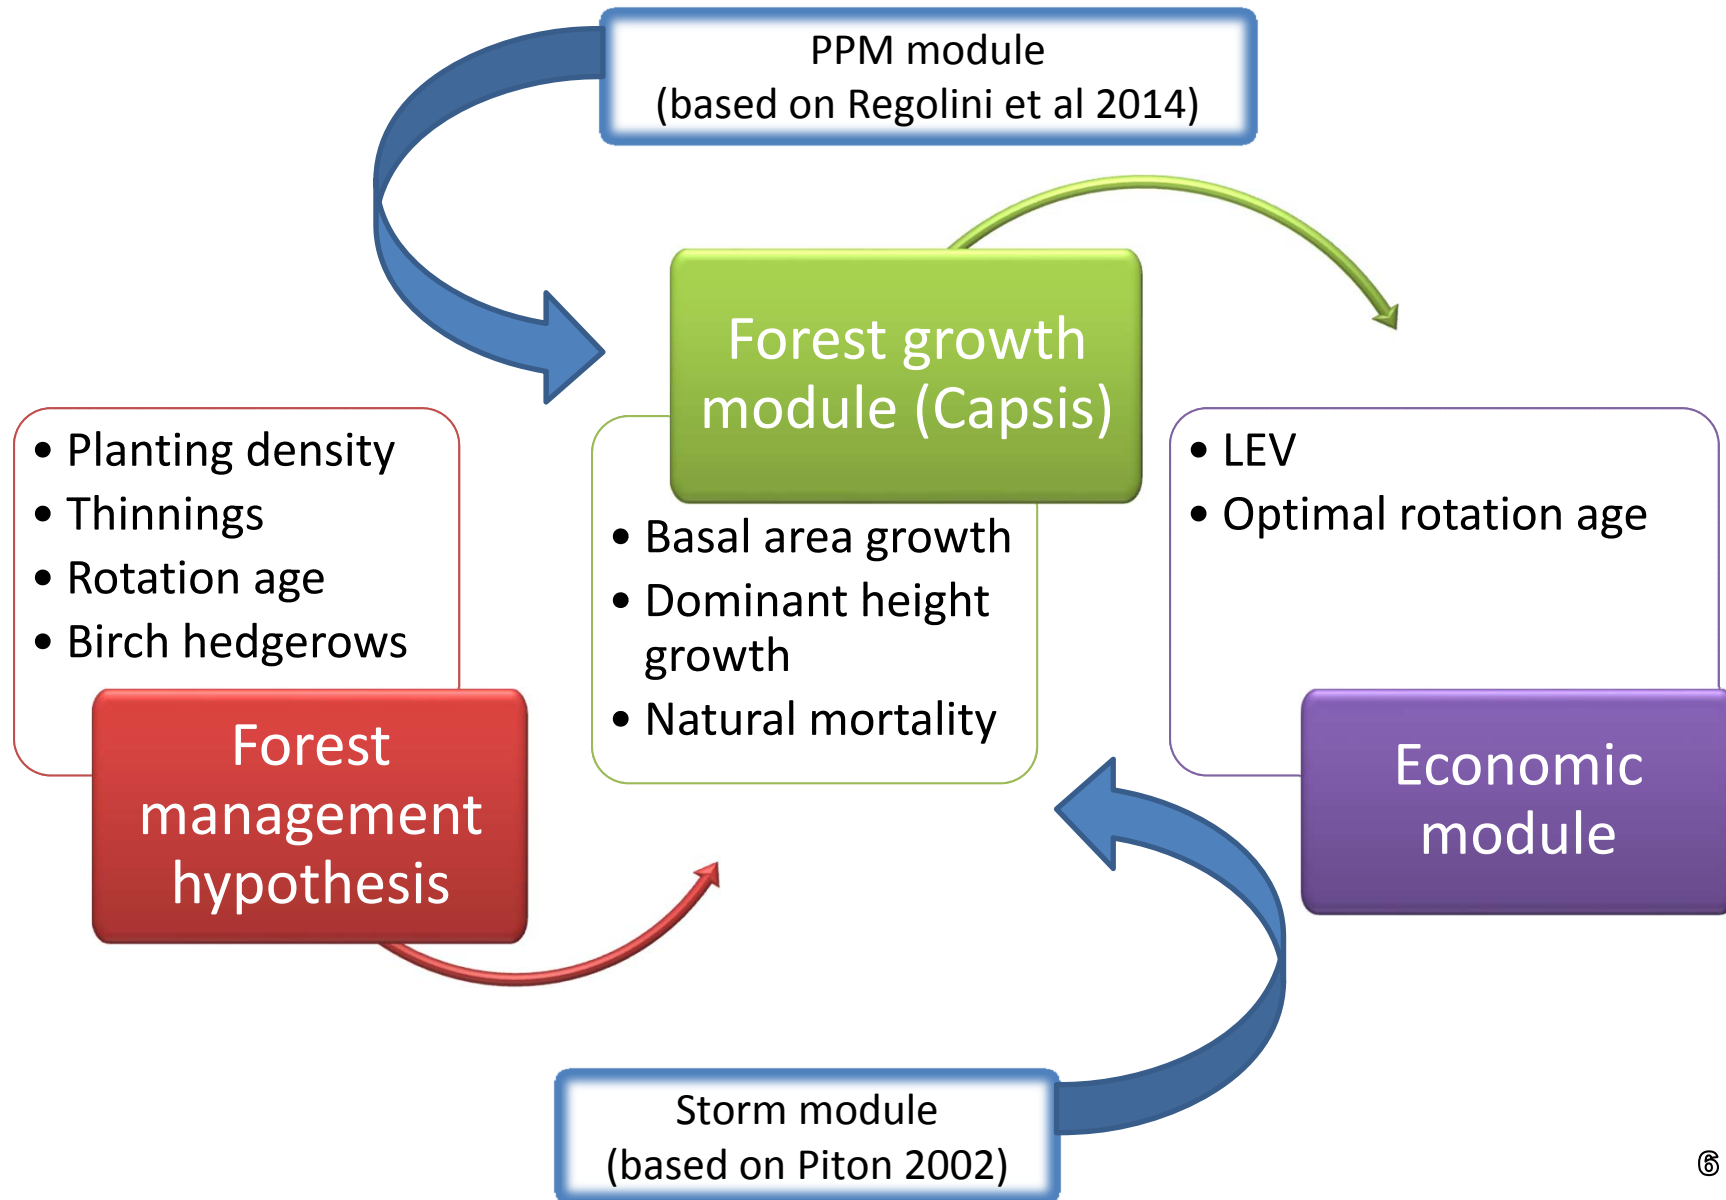 PPM module
(based on Regolini et al 2014)
Forest growth
module (Capsis)
• Planting density
• Thinnings
• Rotation age
• Birch hedgerows
Forest
management
hypothesis
• Basal area growth
• Dominant height
growth
• Natural mortality
• LEV
• Optimal rotation age
Economic
module
Storm module
(based on Piton 2002)
6